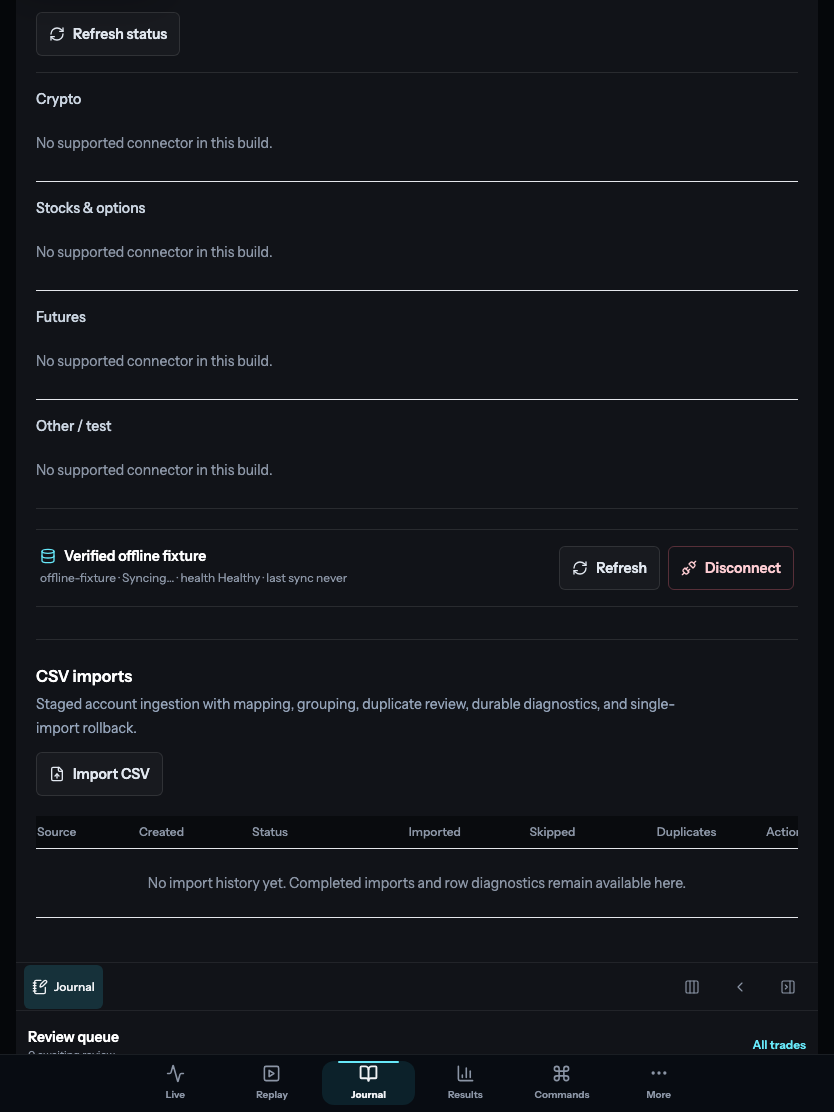 Refresh status
Crypto
No supported connector in this build.
Stocks & options
No supported connector in this build.
Futures
No supported connector in this build.
Other / test
No supported connector in this build.
Verified offline fixture
offline-fixture · Syncing... · health Healthy · last sync never
Refresh
Disconnect
CSV imports
Staged account ingestion with mapping, grouping, duplicate review, durable diagnostics, and single-
import rollback.
Import CSV
Source Created Status Imported Skipped Duplicates
No import history yet. Completed imports and row diagnostics remain available here.
Journal
Review queue
All trades
Live Replay Journal Results Commands More